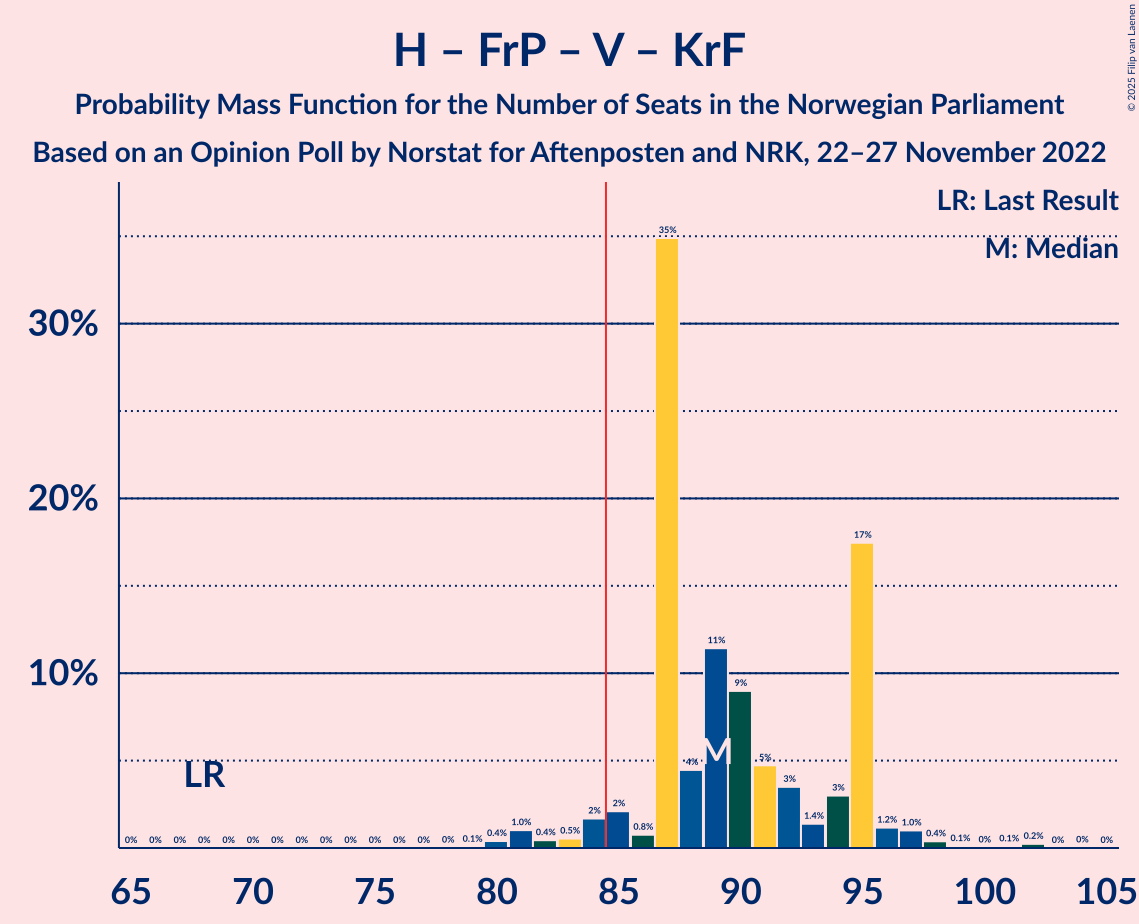 H – FrP – V – KrF
Probability Mass Function for the Number of Seats in the Norwegian Parliament
Based on an Opinion Poll by Norstat for Aftenposten and NRK, 22–27 November 2022
© 2025 Filip van Laenen
LR: Last Result
M: Median
30%
20%
10%
35%
17%
11%
9%
5%
4%
M
3%
3%
2%
2%
LR
0% 0% 0% 0% 0% 0% 0% 0% 0% 0% 0% 0% 0% 0% 0.1% 0.4% 1.0% 0.4% 0.5% 0.8% 1.4% 1.2% 1.0% 0.4% 0.1% 0% 0.1% 0.2% 0% 0% 0%
65 70 75 80 85 90 95 100 105